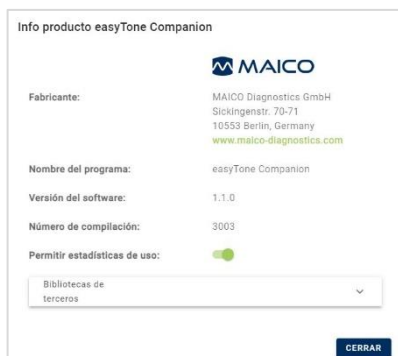 Info producto easyTone Companion
MAICO
Fabricante: MAICO Diagnostics GmbH
Sickingenstr. 70-71
10553 Berlin, Germany
www.maico-diagnostics.com
Nombre del programa: easyTone Companion
Versión del software: 1.1.0
Número de compilación: 3003
Permitir estadísticas de uso:
Bibliotecas de
terceros
CERRAR